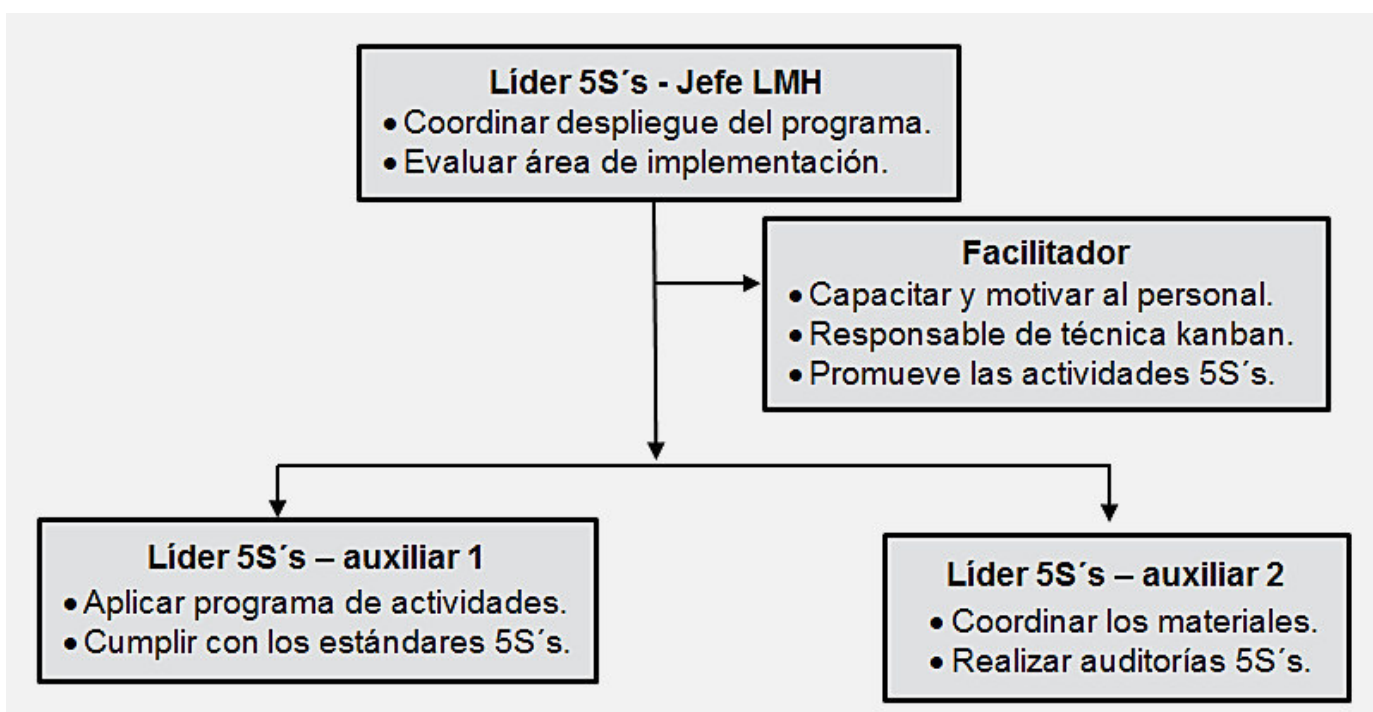 Líder 5S´s - Jefe LMH
• Coordinar despliegue del programa.
• Evaluar área de implementación.
Facilitador
• Capacitar y motivar al personal.
• Responsable de técnica kanban.
• Promueve las actividades 5S´s.
Líder 5S´s – auxiliar 1
• Aplicar programa de actividades.
• Cumplir con los estándares 5S´s.
Líder 5S´s – auxiliar 2
• Coordinar los materiales.
• Realizar auditorías 5S´s.